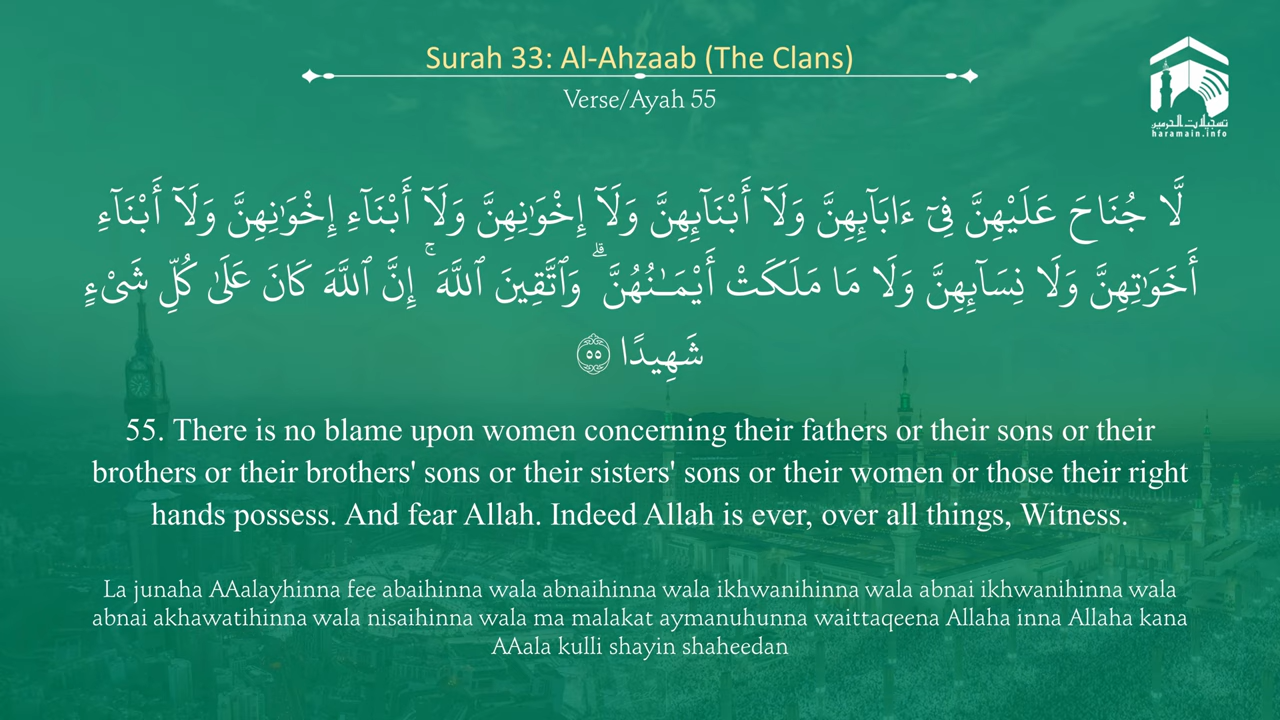 Surah 33: Al-Ahzaab (The Clans)
Verse/Ayah 55
تسجيلات الحرمين
haramain.info
لَّا جُنَاحَ عَلَيْهِنَّ فِىٓ ءَابَآئِهِنَّ وَلَآ أَبْنَآئِهِنَّ وَلَآ إِخْوَٰنِهِنَّ وَلَآ أَبْنَآءِ إِخْوَٰنِهِنَّ وَلَآ أَبْنَآءِ
أَخَوَٰتِهِنَّ وَلَا نِسَآئِهِنَّ وَلَا مَا مَلَكَتْ أَيْمَـٰنُهُنَّ ۗ وَٱتَّقِينَ ٱللَّهَ ۚ إِنَّ ٱللَّهَ كَانَ عَلَىٰ كُلِّ شَىْءٍ
شَهِيدًا ۝٥٥
55. There is no blame upon women concerning their fathers or their sons or their
brothers or their brothers' sons or their sisters' sons or their women or those their right
hands possess. And fear Allah. Indeed Allah is ever, over all things, Witness.
La junaha AAalayhinna fee abaihinna wala abnaihinna wala ikhwanihinna wala abnai ikhwanihinna wala
abnai akhawatihinna wala nisaihinna wala ma malakat aymanuhunna waittaqeena Allaha inna Allaha kana
AAala kulli shayin shaheedan